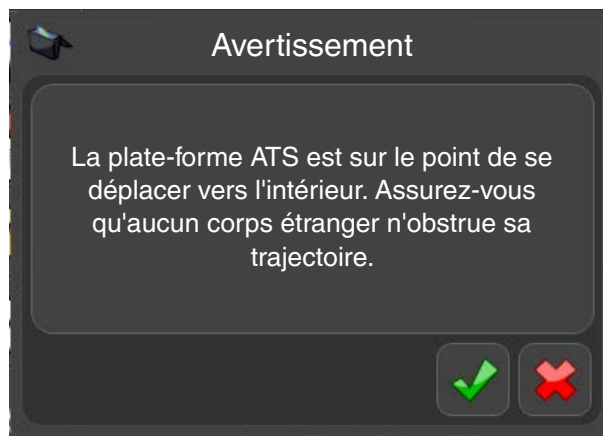 Avertissement
La plate-forme ATS est sur le point de se
déplacer vers l'intérieur. Assurez-vous
qu'aucun corps étranger n'obstrue sa
trajectoire.